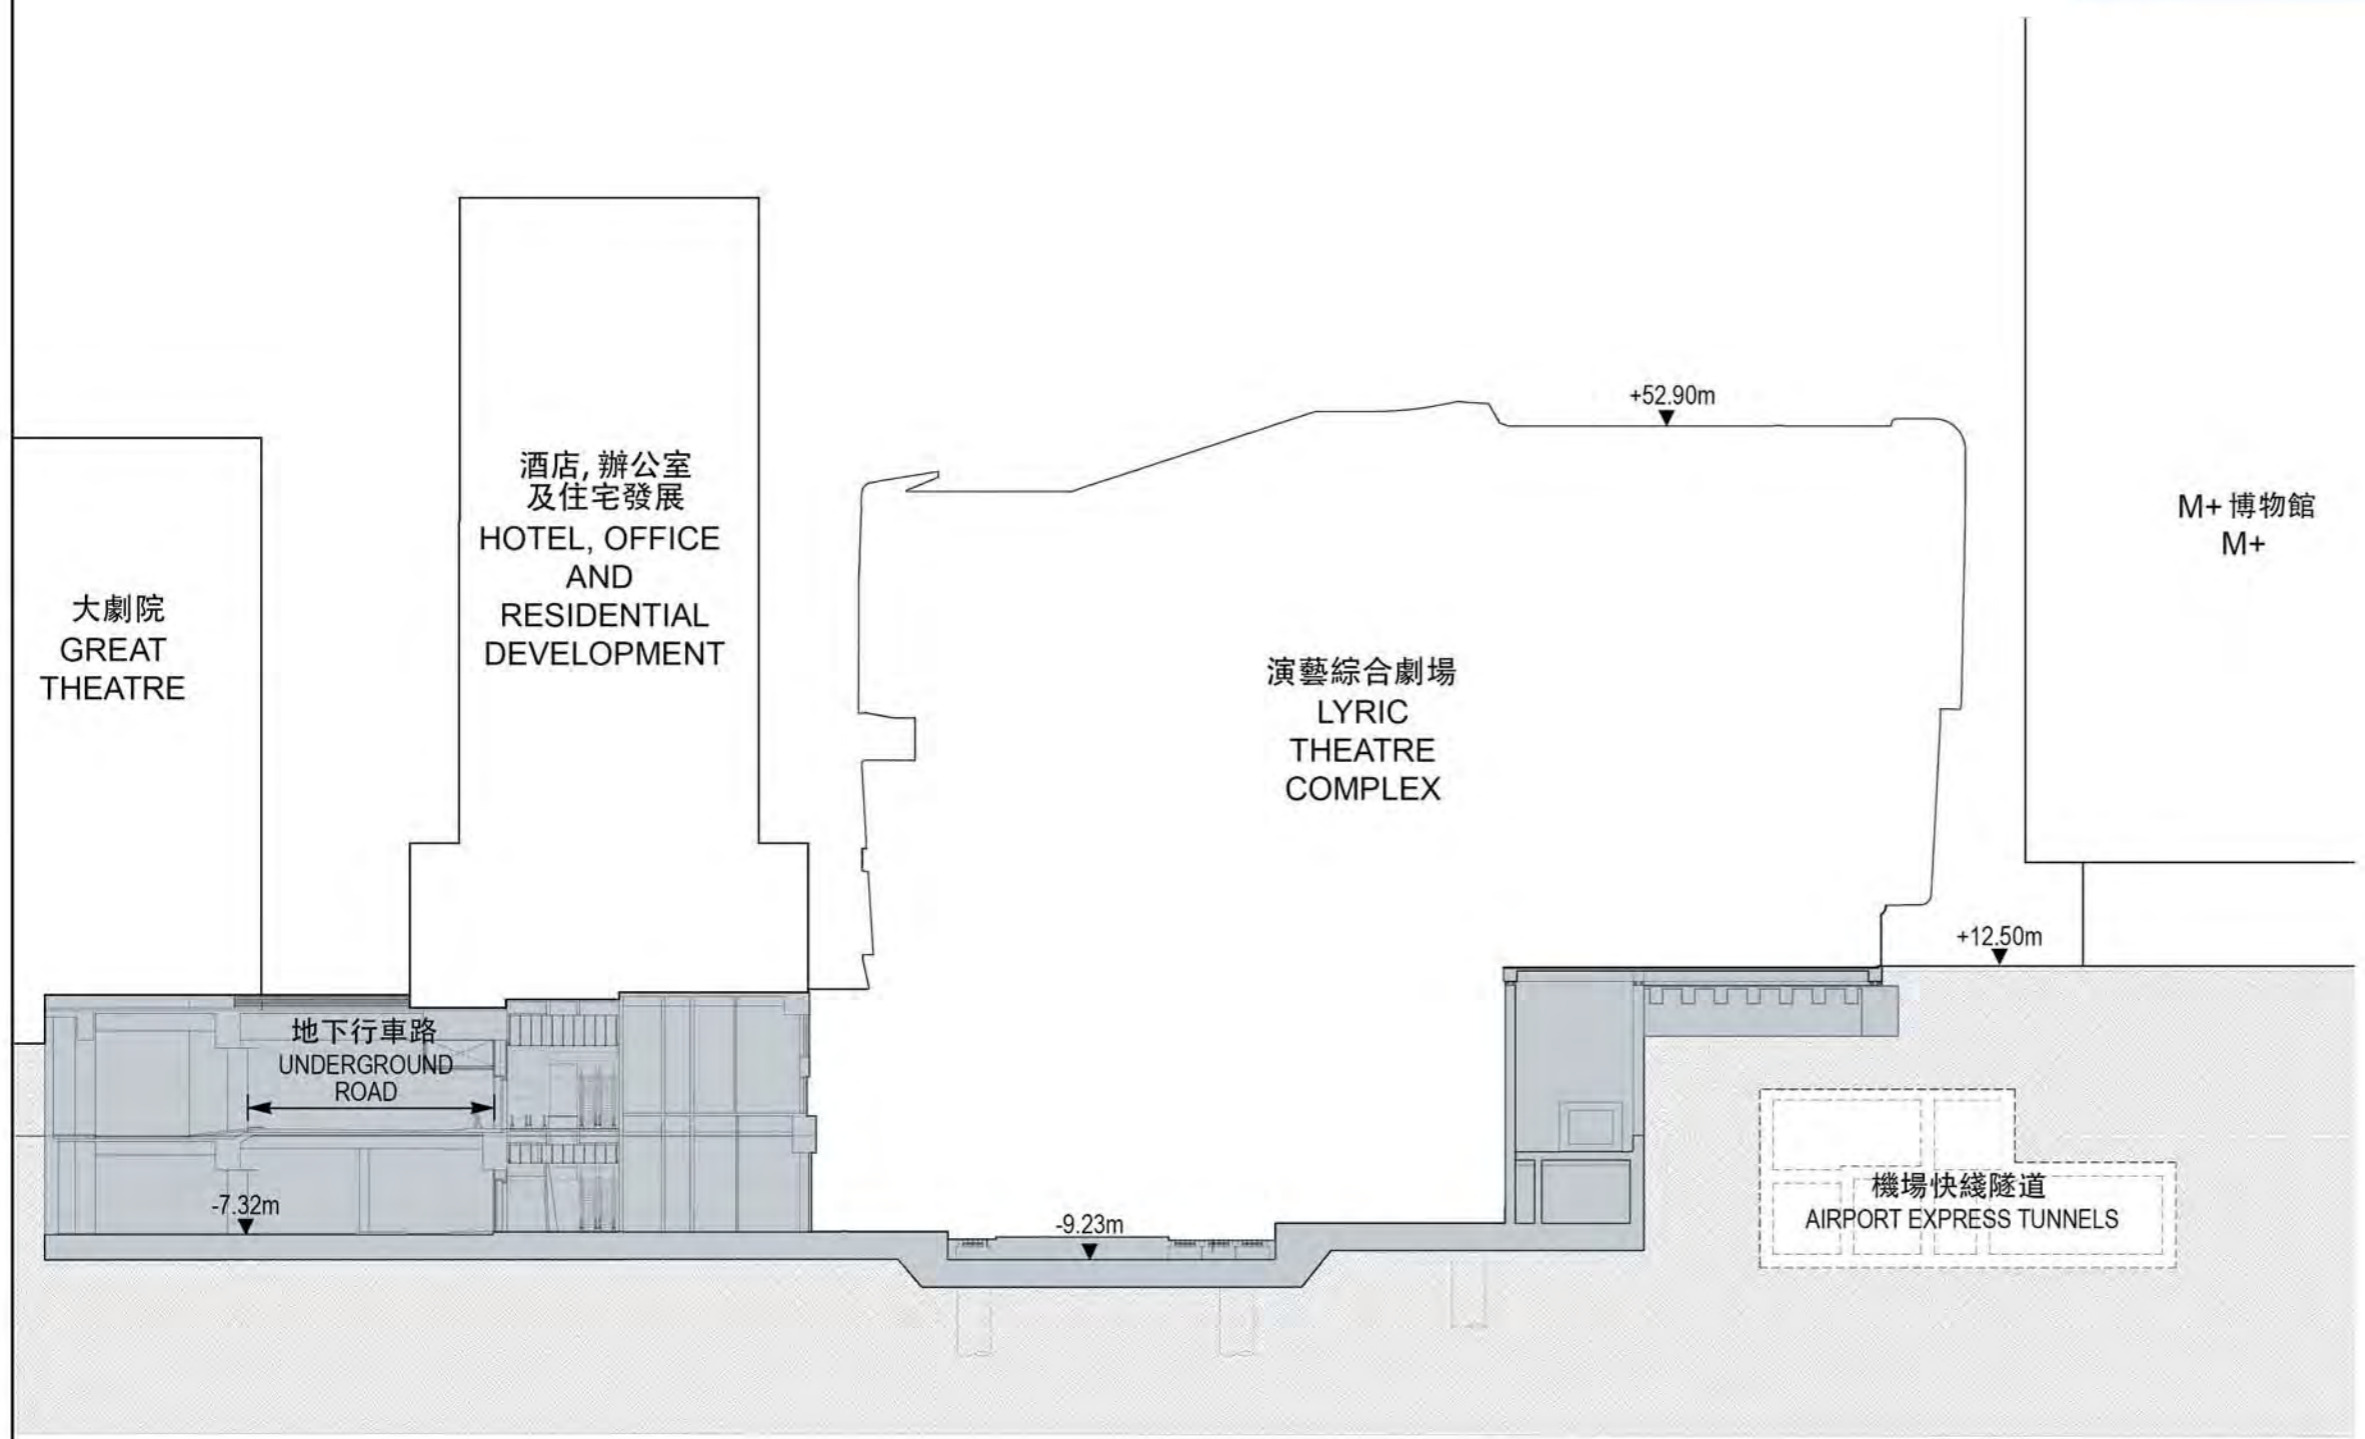 +52.90m
酒店, 辦公室
及住宅發展
HOTEL, OFFICE
AND
RESIDENTIAL
DEVELOPMENT
M+ 博物館
M+
大劇院
GREAT
THEATRE
演藝綜合劇場
LYRIC
THEATRE
COMPLEX
+12.50m
地下行車路
UNDERGROUND
ROAD
-7.32m
-9.23m
機場快綫隧道
AIRPORT EXPRESS TUNNELS